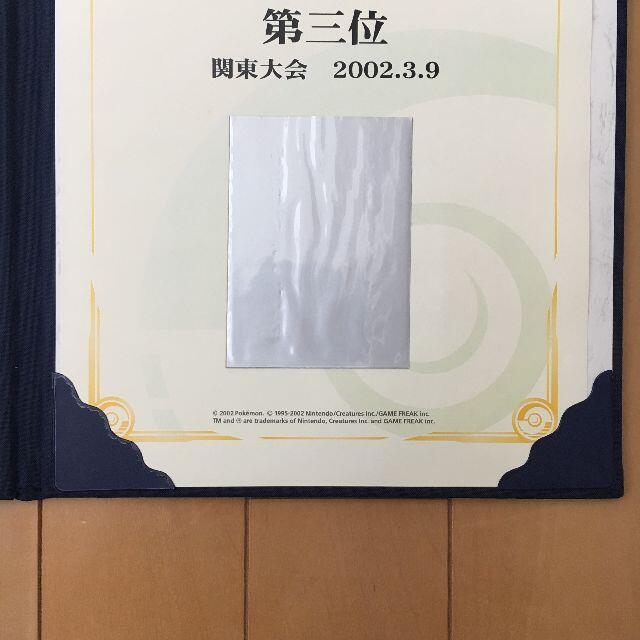 第三位
関東大会　2002.3.9
© 2002 Pokémon. © 1995-2002 Nintendo/Creatures Inc./GAME FREAK inc.
TM and ® are trademarks of Nintendo, Creatures Inc. and GAME FREAK inc.